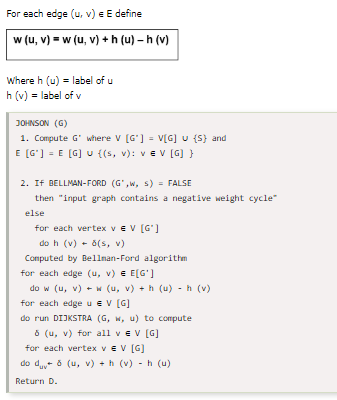 For each edge (u, v) ∈ E define
w (u, v) = w (u, v) + h (u) – h (v)
Where h (u) = label of u
h (v) = label of v
JOHNSON (G)
1. Compute G' where V [G'] = V[G] ∪ {S} and
E [G'] = E [G] ∪ {(s, v): v ∈ V [G] }
2. If BELLMAN-FORD (G',w, s) = FALSE
then "input graph contains a negative weight cycle"
else
for each vertex v ∈ V [G']
do h (v) ← δ(s, v)
Computed by Bellman-Ford algorithm
for each edge (u, v) ∈ E[G']
do w (u, v) ← w (u, v) + h (u) - h (v)
for each edge u ∈ V [G]
do run DIJKSTRA (G, w, u) to compute
δ (u, v) for all v ∈ V [G]
for each vertex v ∈ V [G]
do duv← δ (u, v) + h (v) - h (u)
Return D.